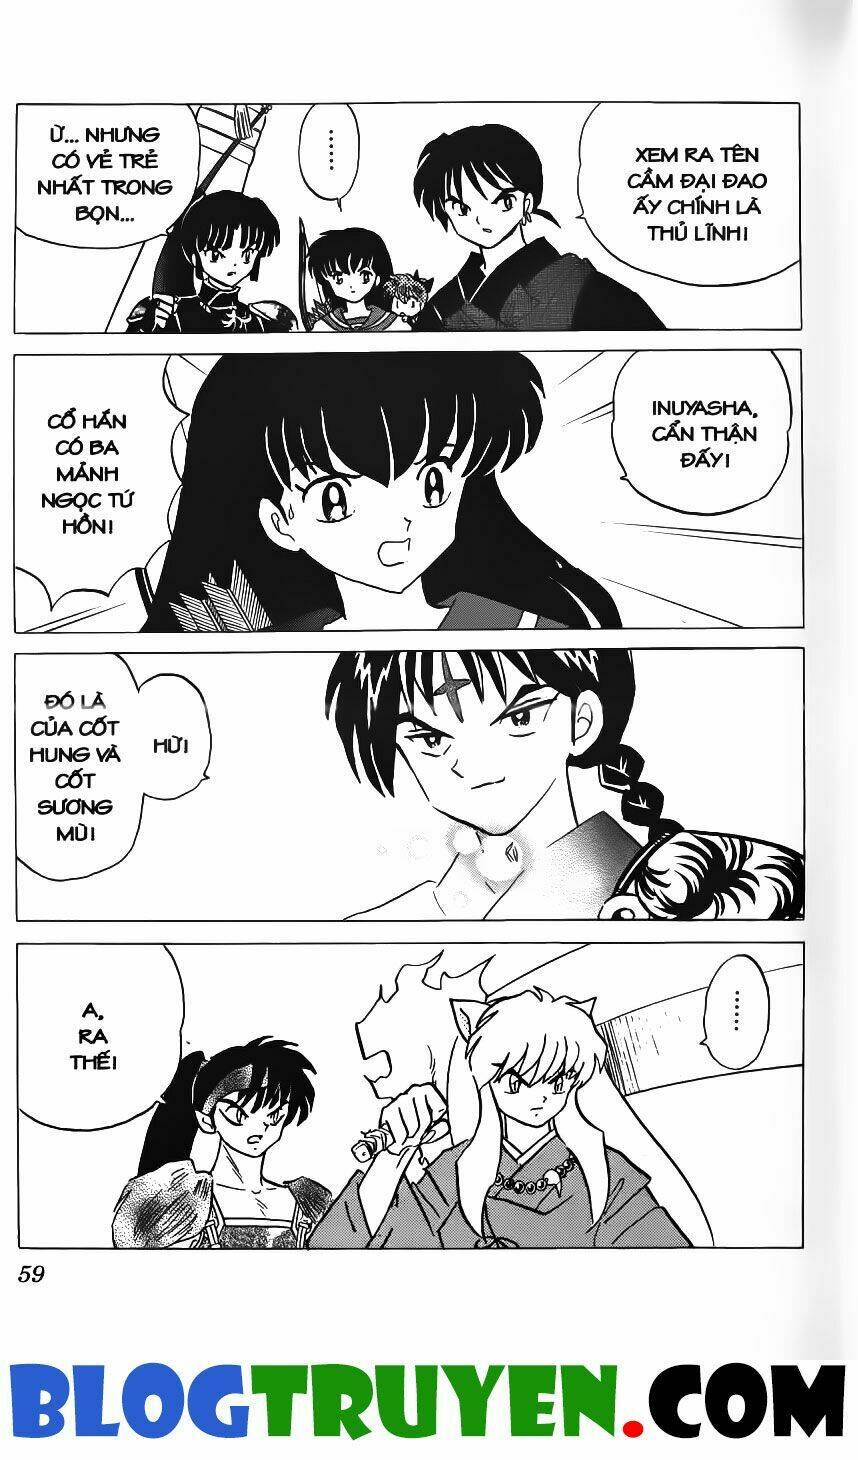 XEM RA TÊN
CẦM ĐẠI ĐAO
ẤY CHÍNH LÀ
THỦ LĨNH!
......
Ừ... NHƯNG
CÓ VẺ TRẺ
NHẤT TRONG
BỌN...
INUYASHA,
CẨN THẬN
ĐẤY!
CỔ HẮN
CÓ BA
MẢNH
NGỌC TỨ
HỒN!
HỪ!
ĐÓ LÀ
CỦA CỐT
HUNG VÀ
CỐT
SƯƠNG
MÙ!
......
A,
RA
THẾ!
59
BLOGTRUYEN.COM